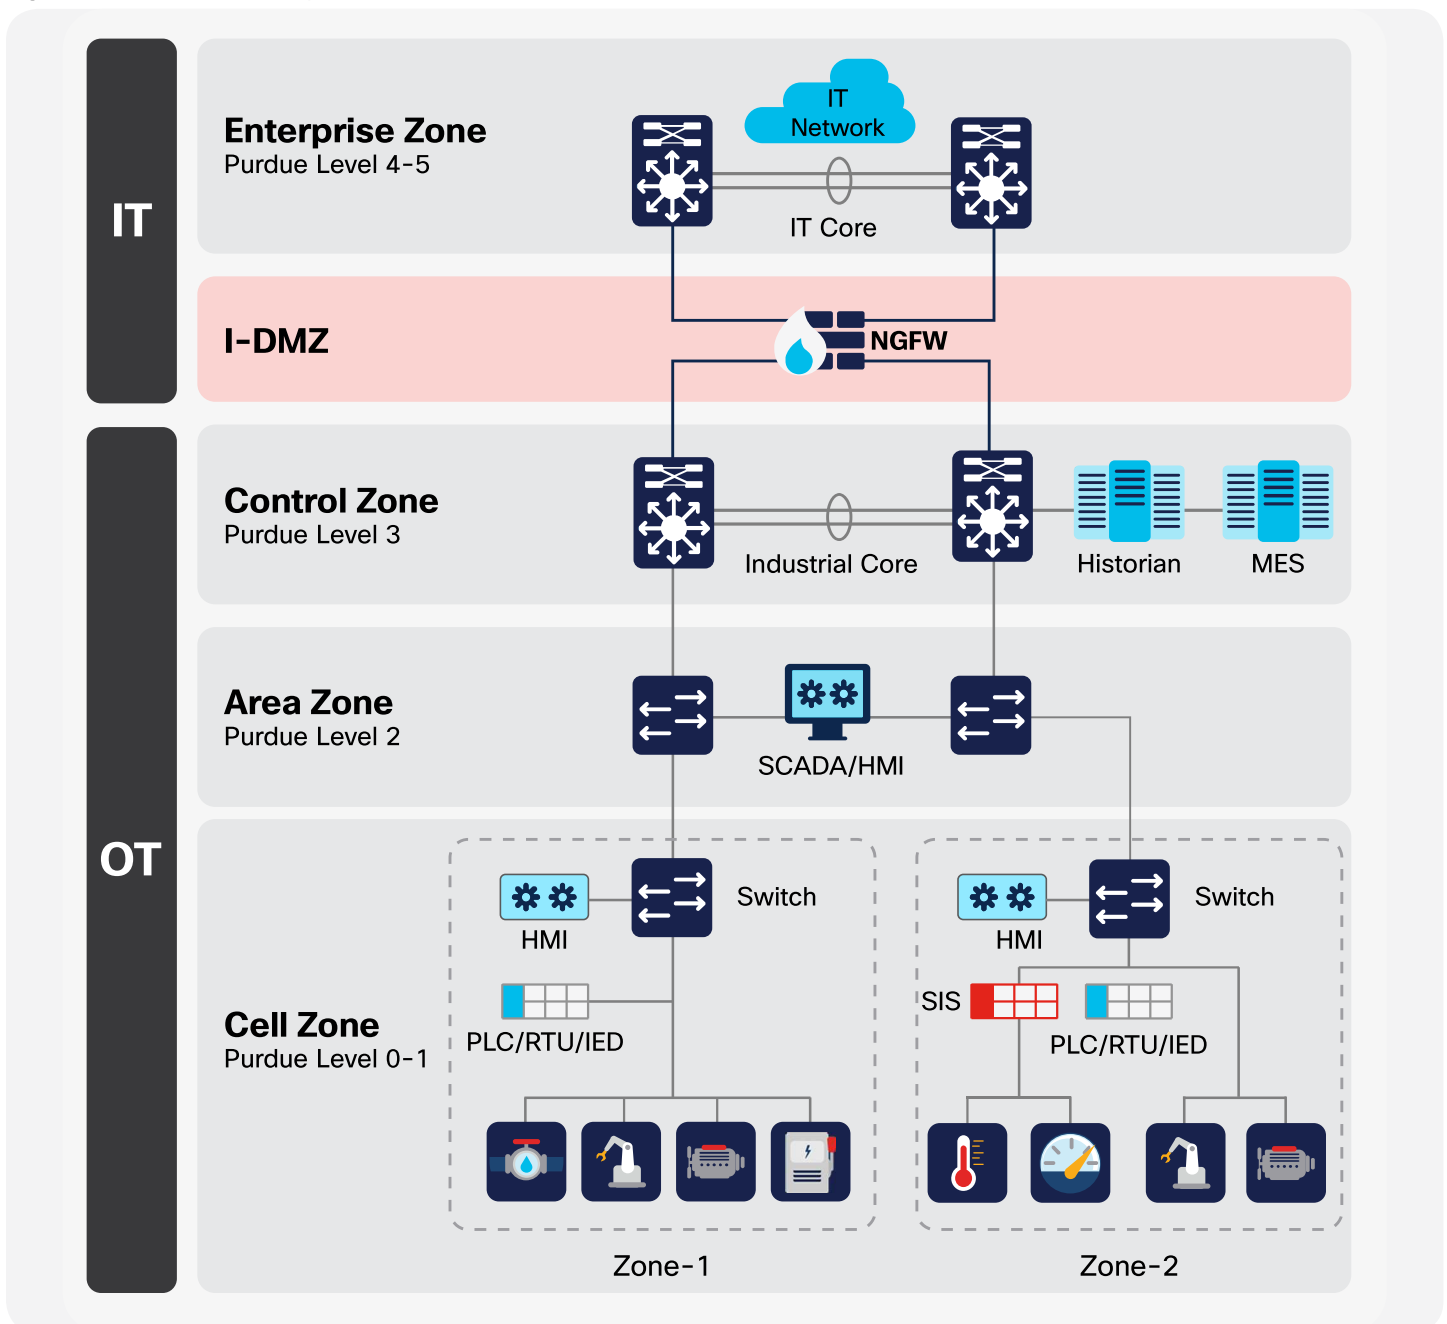 IT
Enterprise Zone
Purdue Level 4-5
IT
Network
IT Core
I-DMZ
NGFW
OT
Control Zone
Purdue Level 3
Industrial Core
Historian
MES
Area Zone
Purdue Level 2
SCADA/HMI
Cell Zone
Purdue Level 0-1
HMI
Switch
PLC/RTU/IED
Zone-1
HMI
Switch
SIS
PLC/RTU/IED
Zone-2